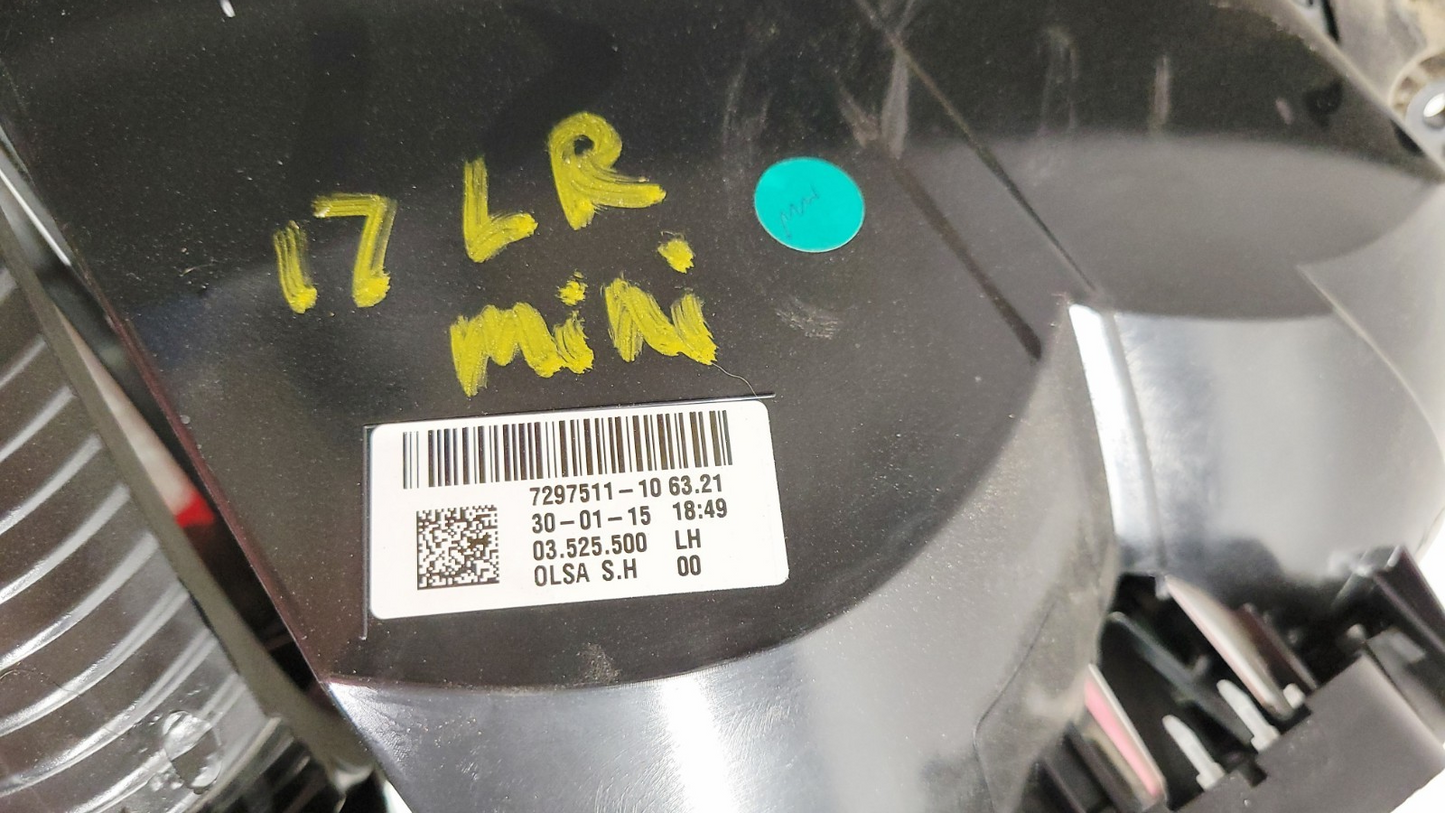 17 LR
mini
7297511-10 63.21
30-01-15 18:49
03.525.500 LH
OLSA S.H 00